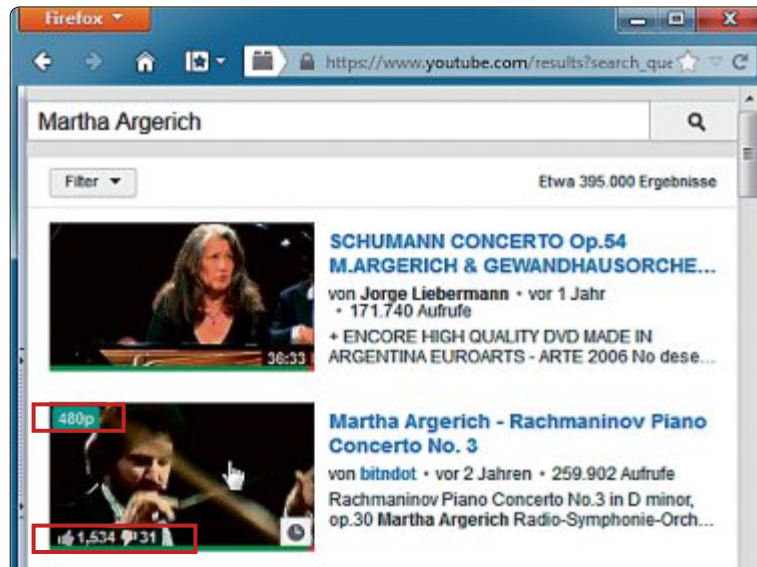 Firefox
https://www.youtube.com/results?search_que
Martha Argerich
Filter
Etwa 395.000 Ergebnisse
36:33
SCHUMANN CONCERTO Op.54
M.ARGERICH & GEWANDHAUSORCHE...
von Jorge Liebermann • vor 1 Jahr
• 171.740 Aufrufe
+ ENCORE HIGH QUALITY DVD MADE IN
ARGENTINA EUROARTS - ARTE 2006 No dese...
480p
1,534 31
Martha Argerich - Rachmaninov Piano
Concerto No. 3
von bitndot • vor 2 Jahren • 259.902 Aufrufe
Rachmaninov Piano Concerto No.3 in D minor,
op.30 Martha Argerich Radio-Symphonie-Orch...